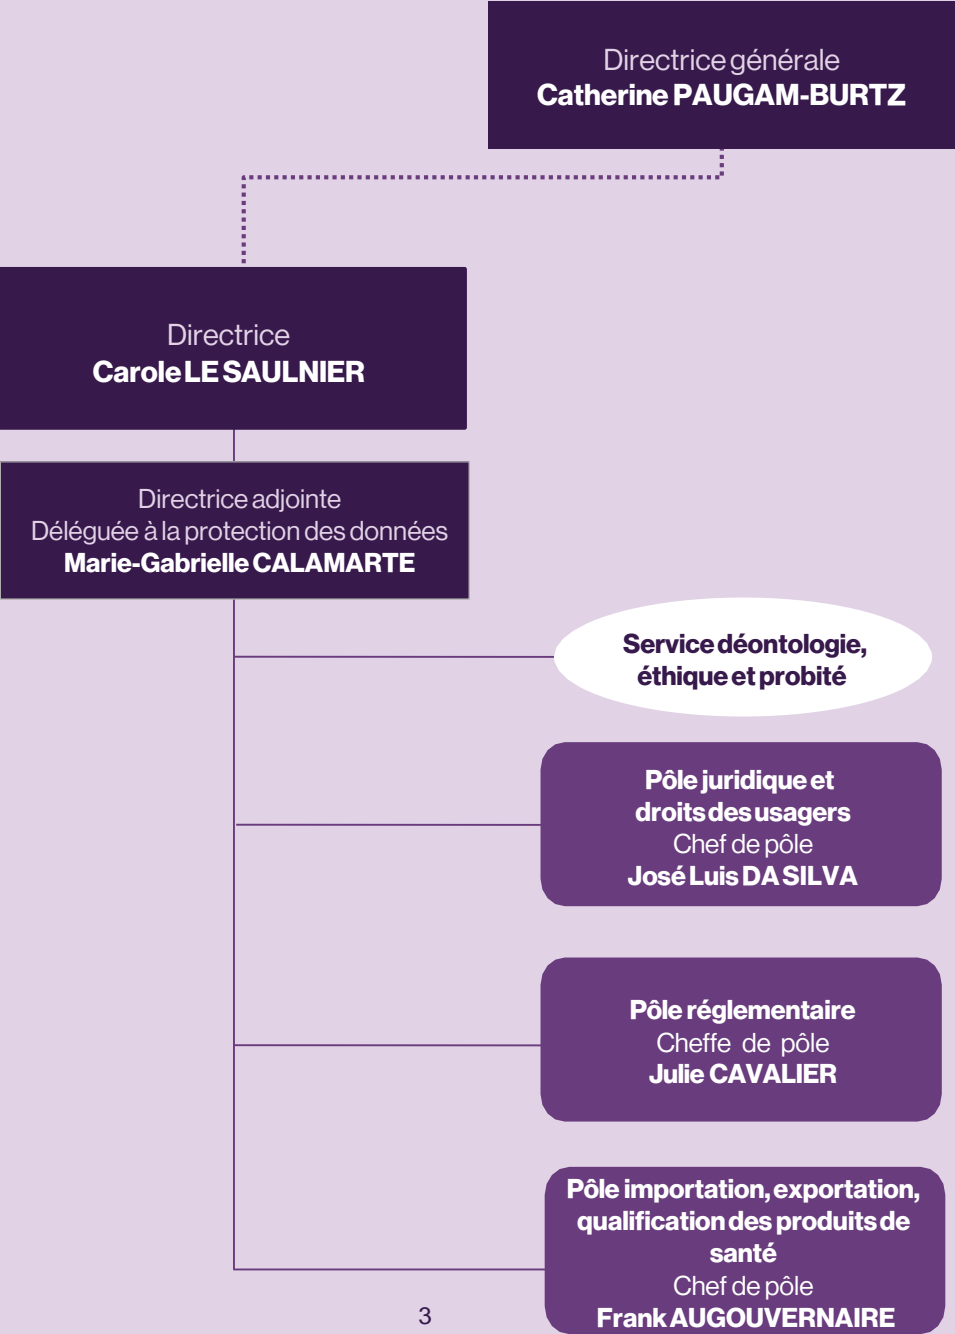 Directrice générale
Catherine PAUGAM-BURTZ
Directrice
Carole LE SAULNIER
Directrice adjointe
Déléguée à la protection des données
Marie-Gabrielle CALAMARTE
Service déontologie,
éthique et probité
Pôle juridique et
droits des usagers
Chef de pôle
José Luis DA SILVA
Pôle réglementaire
Cheffe de pôle
Julie CAVALIER
Pôle importation, exportation,
qualification des produits de
santé
Chef de pôle
Frank AUGOUVERNAIRE
3